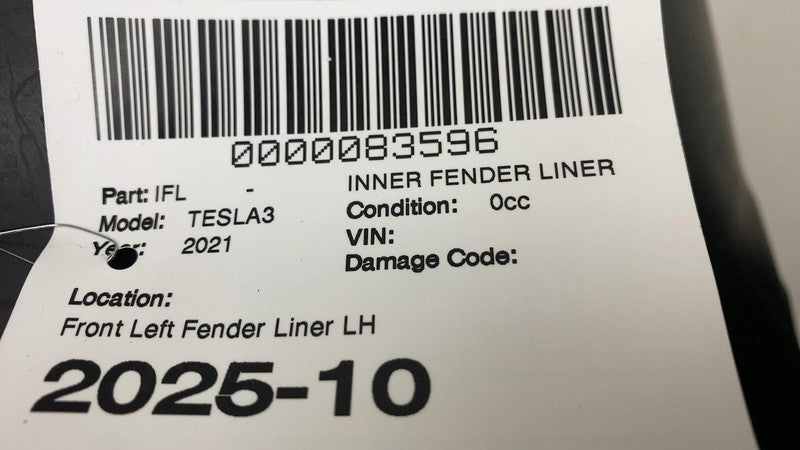 0000083596
Part: IFL - INNER FENDER LINER
Model: TESLA3 Condition: 0cc
Year: 2021 VIN:
Damage Code:
Location:
Front Left Fender Liner LH
2025-10